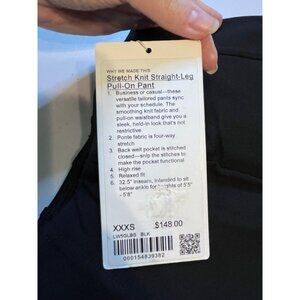 WHY WE MADE THIS
Stretch Knit Straight-Leg
Pull-On Pant
1. Business or casual—these
versatile tailored pants sync
with your schedule. The
smoothing knit fabric and
pull-on waistband give you a
sleek, held-in look that's not
restrictive
2. Ponte fabric is four-way
stretch
3. Back welt pocket is stitched
closed—snip the stitches to
make the pocket functional
4. High rise
5. Relaxed fit
6. 32.5" inseam, intended to sit
below ankle for heights of 5'5"
- 5'8"
XXXS $148.00
LW5GLBS BLK
000154839382